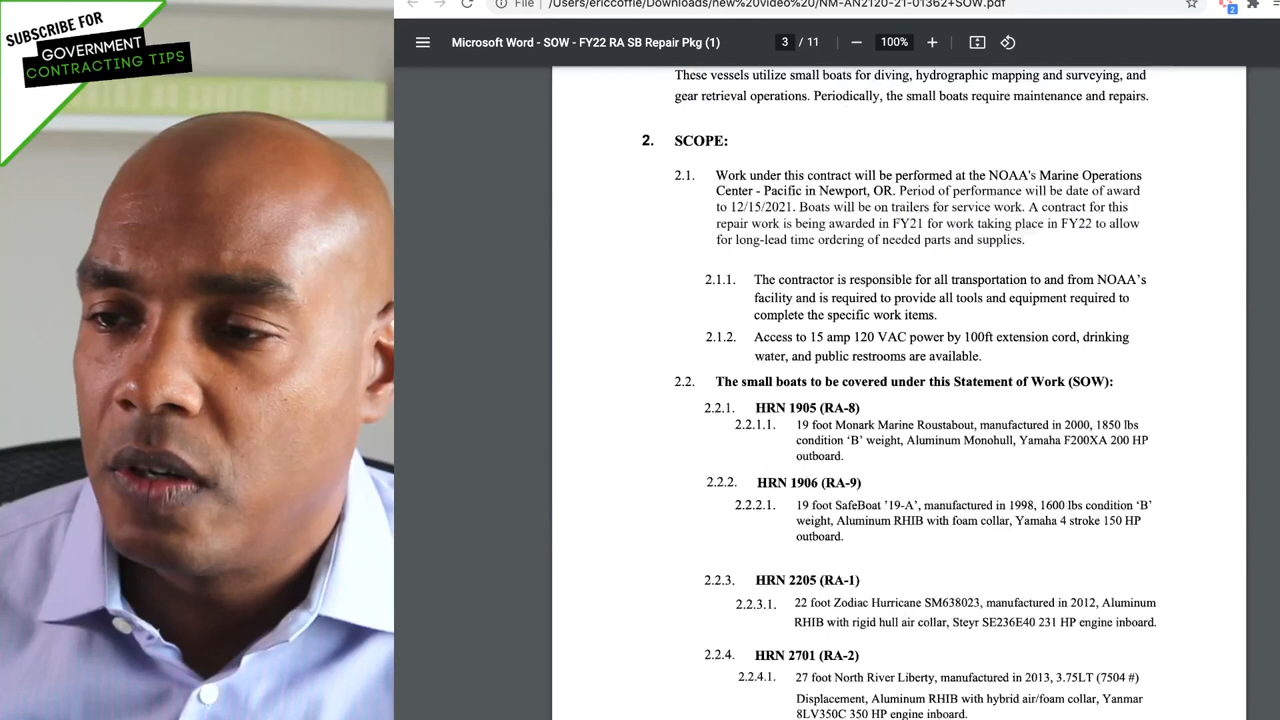 SUBSCRIBE FOR
GOVERNMENT
CONTRACTING TIPS
File
/Users/ericcoffie/Downloads/new%20video%20/NM-AN2120-21-01362+SOW.pdf
2
Microsoft Word - SOW - FY22 RA SB Repair Pkg (1)
3 / 11
100%
These vessels utilize small boats for diving, hydrographic mapping and surveying, and
gear retrieval operations. Periodically, the small boats require maintenance and repairs.
2. SCOPE:
2.1. Work under this contract will be performed at the NOAA's Marine Operations
Center - Pacific in Newport, OR. Period of performance will be date of award
to 12/15/2021. Boats will be on trailers for service work. A contract for this
repair work is being awarded in FY21 for work taking place in FY22 to allow
for long-lead time ordering of needed parts and supplies.
2.1.1. The contractor is responsible for all transportation to and from NOAA’s
facility and is required to provide all tools and equipment required to
complete the specific work items.
2.1.2. Access to 15 amp 120 VAC power by 100ft extension cord, drinking
water, and public restrooms are available.
2.2. The small boats to be covered under this Statement of Work (SOW):
2.2.1. HRN 1905 (RA-8)
2.2.1.1. 19 foot Monark Marine Roustabout, manufactured in 2000, 1850 lbs
condition ‘B’ weight, Aluminum Monohull, Yamaha F200XA 200 HP
outboard.
2.2.2. HRN 1906 (RA-9)
2.2.2.1. 19 foot SafeBoat ’19-A’, manufactured in 1998, 1600 lbs condition ‘B’
weight, Aluminum RHIB with foam collar, Yamaha 4 stroke 150 HP
outboard.
2.2.3. HRN 2205 (RA-1)
2.2.3.1. 22 foot Zodiac Hurricane SM638023, manufactured in 2012, Aluminum
RHIB with rigid hull air collar, Steyr SE236E40 231 HP engine inboard.
2.2.4. HRN 2701 (RA-2)
2.2.4.1. 27 foot North River Liberty, manufactured in 2013, 3.75LT (7504 #)
Displacement, Aluminum RHIB with hybrid air/foam collar, Yanmar
8LV350C 350 HP engine inboard.